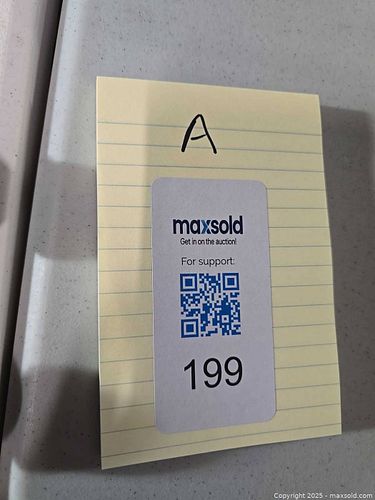 A
maxsold
Get in on the auction!
For support:
199
Copyright © 2025 - maxsold.com